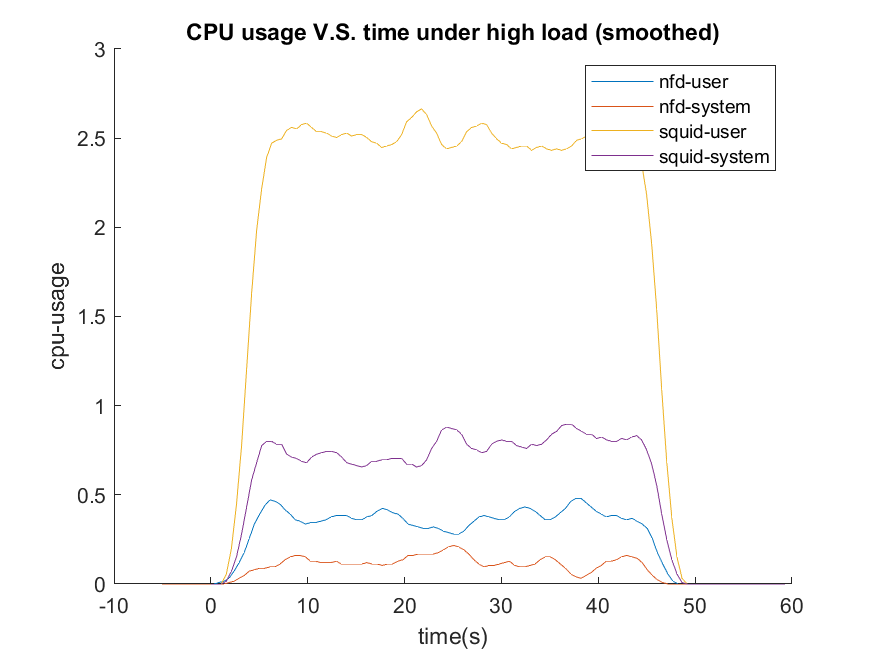 CPU usage V.S. time under high load (smoothed)
nfd-user
nfd-system
squid-user
squid-system
cpu-usage
3
2.5
2
1.5
1
0.5
0
-10
0
10
20
30
40
50
60
time(s)